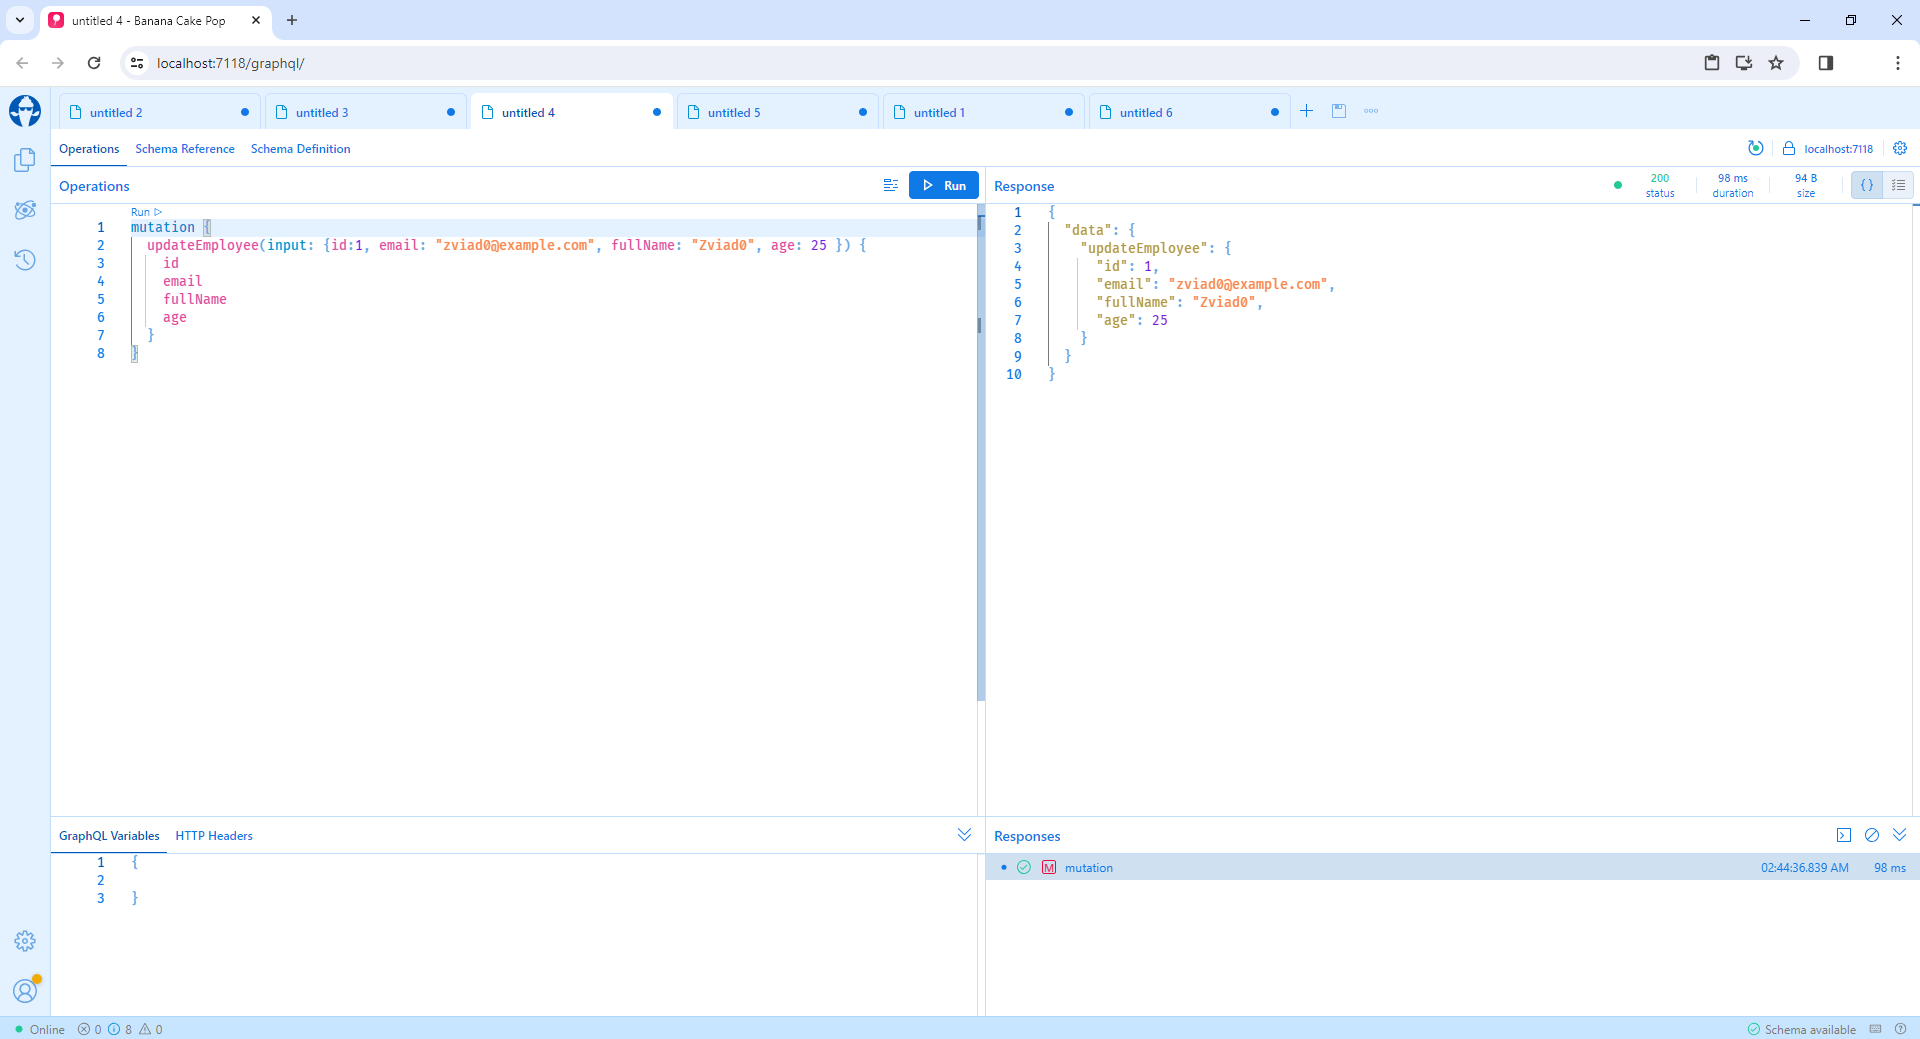 untitled 4 - Banana Cake Pop
localhost:7118/graphql/
untitled 2
untitled 3
untitled 4
untitled 5
untitled 1
untitled 6
Operations Schema Reference Schema Definition
localhost:7118
Operations
Run
Run
1 mutation {
2 updateEmployee(input: {id:1, email: "zviad0@example.com", fullName: "Zviad0", age: 25 }) {
3 id
4 email
5 fullName
6 age
7 }
8 }
Response
200 status
98 ms duration
94 B size
{ }
1 {
2 "data": {
3 "updateEmployee": {
4 "id": 1,
5 "email": "zviad0@example.com",
6 "fullName": "Zviad0",
7 "age": 25
8 }
9 }
10 }
GraphQL Variables HTTP Headers
1 {
2
3 }
Responses
M mutation 02:44:36.839 AM 98 ms
Online 0 8 0
Schema available